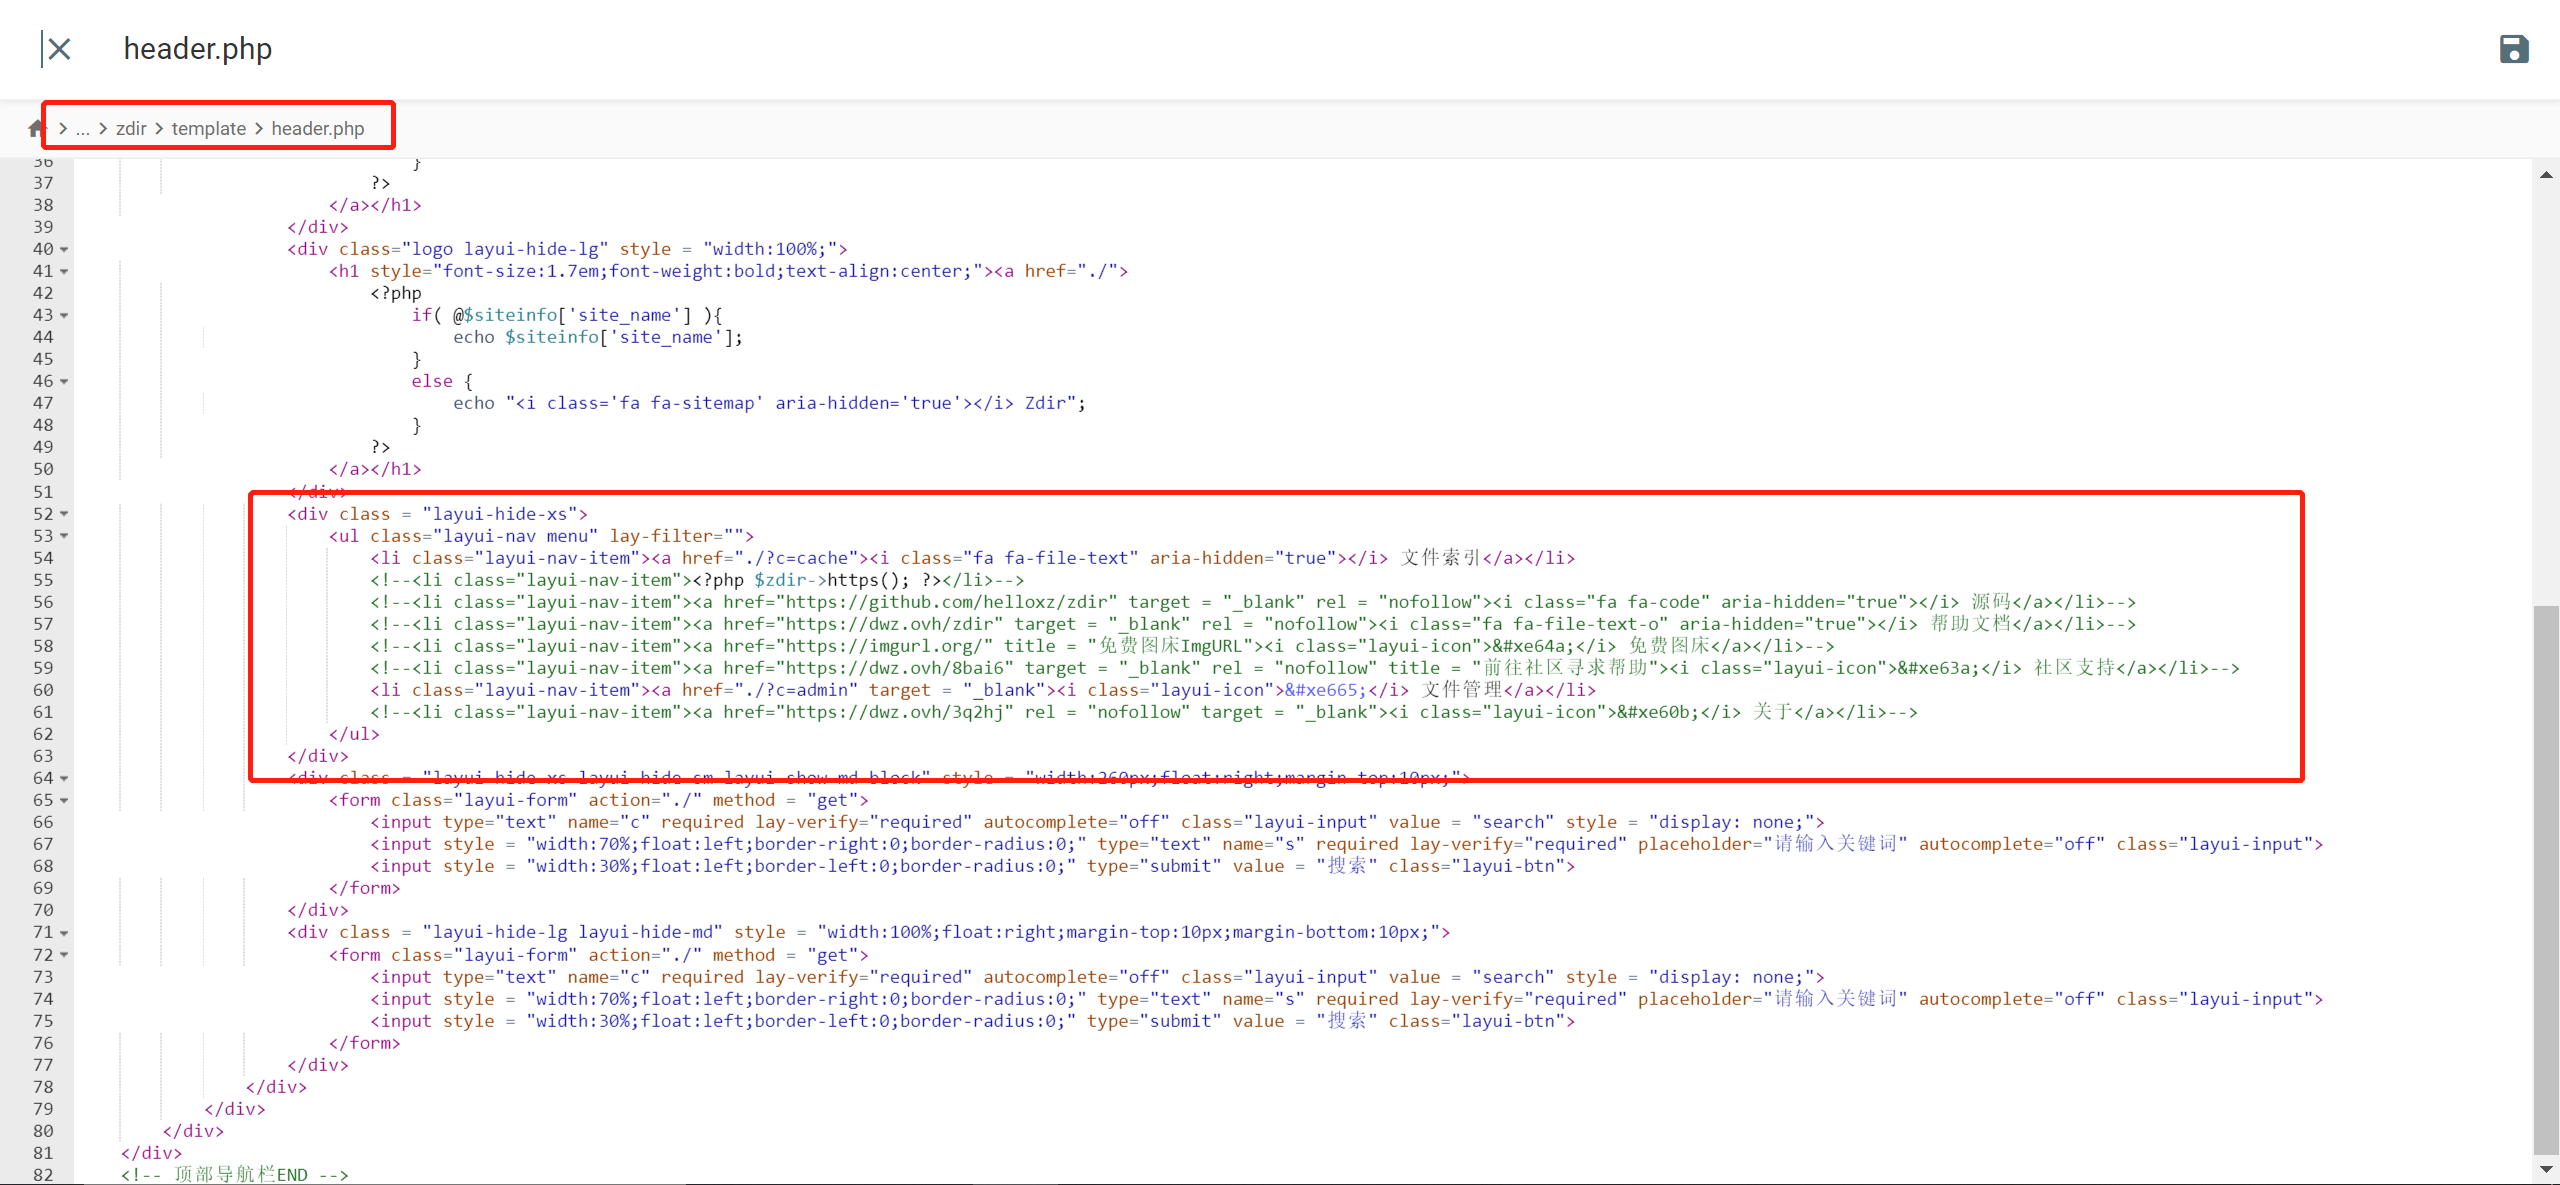 header.php
... > zdir > template > header.php
36 }
37 ?>
38 </a></h1>
39 </div>
40 <div class="logo layui-hide-lg" style = "width:100%;">
41 <h1 style="font-size:1.7em;font-weight:bold;text-align:center;"><a href="./">
42 <?php
43 if( @$siteinfo['site_name'] ){
44 echo $siteinfo['site_name'];
45 }
46 else {
47 echo "<i class='fa fa-sitemap' aria-hidden='true'></i> Zdir";
48 }
49 ?>
50 </a></h1>
51 </div>
52 <div class = "layui-hide-xs">
53 <ul class="layui-nav menu" lay-filter="">
54 <li class="layui-nav-item"><a href="./?c=cache"><i class="fa fa-file-text" aria-hidden="true"></i> 文件索引</a></li>
55 <!--<li class="layui-nav-item"><?php $zdir->https(); ?></li>-->
56 <!--<li class="layui-nav-item"><a href="https://github.com/helloxz/zdir" target = "_blank" rel = "nofollow"><i class="fa fa-code" aria-hidden="true"></i> 源码</a></li>-->
57 <!--<li class="layui-nav-item"><a href="https://dwz.ovh/zdir" target = "_blank" rel = "nofollow"><i class="fa fa-file-text-o" aria-hidden="true"></i> 帮助文档</a></li>-->
58 <!--<li class="layui-nav-item"><a href="https://imgurl.org/" title = "免费图床ImgURL"><i class="layui-icon">&#xe64a;</i> 免费图床</a></li>-->
59 <!--<li class="layui-nav-item"><a href="https://dwz.ovh/8bai6" target = "_blank" rel = "nofollow" title = "前往社区寻求帮助"><i class="layui-icon">&#xe63a;</i> 社区支持</a></li>-->
60 <li class="layui-nav-item"><a href="./?c=admin" target = "_blank"><i class="layui-icon">&#xe665;</i> 文件管理</a></li>
61 <!--<li class="layui-nav-item"><a href="https://dwz.ovh/3q2hj" rel = "nofollow" target = "_blank"><i class="layui-icon">&#xe60b;</i> 关于</a></li>-->
62 </ul>
63 </div>
64 <div class = "layui-hide-xs layui-hide-sm layui-show-md-block" style = "width:260px;float:right;margin-top:10px;">
65 <form class="layui-form" action="./" method = "get">
66 <input type="text" name="c" required lay-verify="required" autocomplete="off" class="layui-input" value = "search" style = "display: none;">
67 <input style = "width:70%;float:left;border-right:0;border-radius:0;" type="text" name="s" required lay-verify="required" placeholder="请输入关键词" autocomplete="off" class="layui-input">
68 <input style = "width:30%;float:left;border-left:0;border-radius:0;" type="submit" value = "搜索" class="layui-btn">
69 </form>
70 </div>
71 <div class = "layui-hide-lg layui-hide-md" style = "width:100%;float:right;margin-top:10px;margin-bottom:10px;">
72 <form class="layui-form" action="./" method = "get">
73 <input type="text" name="c" required lay-verify="required" autocomplete="off" class="layui-input" value = "search" style = "display: none;">
74 <input style = "width:70%;float:left;border-right:0;border-radius:0;" type="text" name="s" required lay-verify="required" placeholder="请输入关键词" autocomplete="off" class="layui-input">
75 <input style = "width:30%;float:left;border-left:0;border-radius:0;" type="submit" value = "搜索" class="layui-btn">
76 </form>
77 </div>
78 </div>
79 </div>
80 </div>
81 </div>
82 <!-- 顶部导航栏END -->